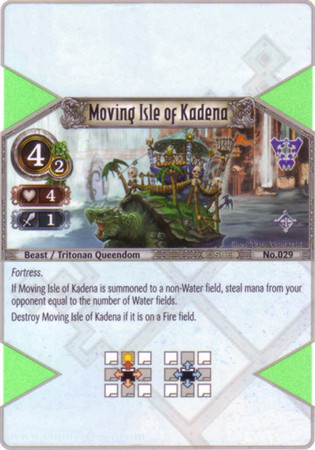 Moving Isle of Kadena
4
2
4
1
Beast / Tritonan Queendom
No.029
Fortress.
If Moving Isle of Kadena is summoned to a non-Water field, steal mana from your
opponent equal to the number of Water fields.
Destroy Moving Isle of Kadena if it is on a Fire field.